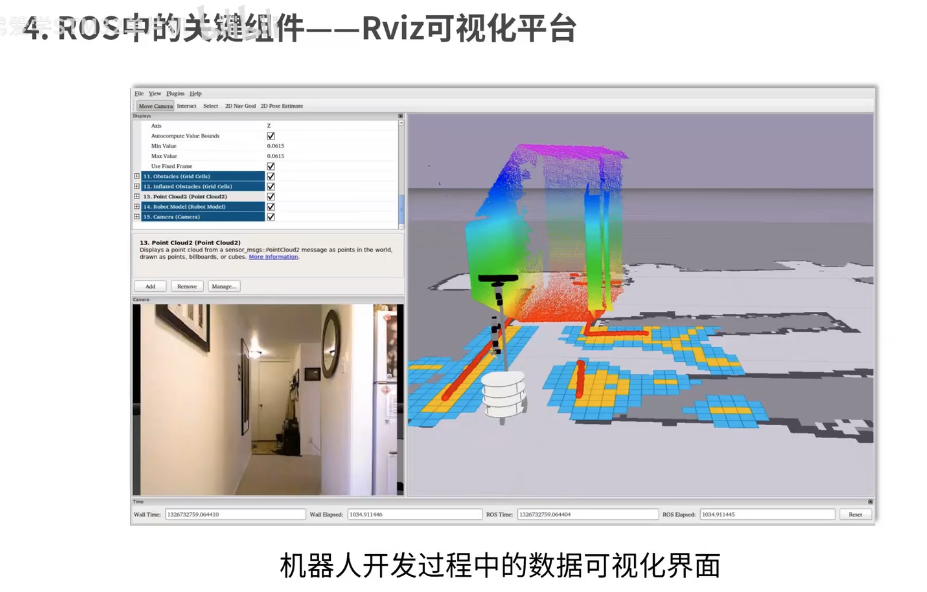 4. ROS中的关键组件——Rviz可视化平台
File View Plugins Help
Move Camera Interact Select 2D Nav Goal 2D Pose Estimate
Displays
Axis Z
Autocompute Value Bounds
Min Value 0.0615
Max Value 0.0615
Use Fixed Frame
11. Obstacles (Grid Cells)
12. Inflated Obstacles (Grid Cells)
13. Point Cloud2 (Point Cloud2)
14. Robot Model (Robot Model)
15. Camera (Camera)
13. Point Cloud2 (Point Cloud2)
Displays a point cloud from a sensor_msgs::PointCloud2 message as points in the world,
drawn as points, billboards, or cubes. More Information.
Add Remove Manage...
Camera
Time
Wall Time: 1326732759.064410 Wall Elapsed: 1034.911446 ROS Time: 1326732759.064404 ROS Elapsed: 1034.911445 Reset
机器人开发过程中的数据可视化界面